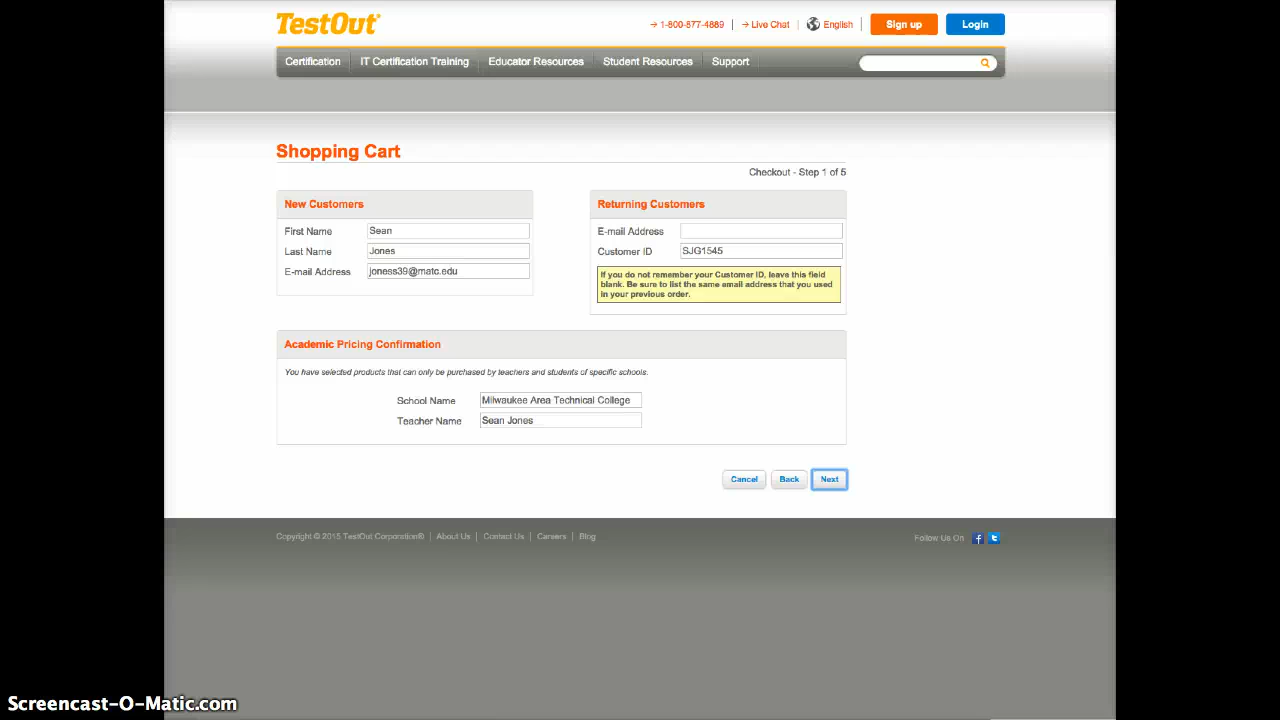 TestOut
→ 1-800-877-4889 | → Live Chat | English | Sign up Login
Certification IT Certification Training Educator Resources Student Resources Support
Shopping Cart
Checkout - Step 1 of 5
New Customers
First Name Sean
Last Name Jones
E-mail Address joness39@matc.edu
Returning Customers
E-mail Address
Customer ID SJG1545
If you do not remember your Customer ID, leave this field
blank. Be sure to list the same email address that you used
in your previous order.
Academic Pricing Confirmation
You have selected products that can only be purchased by teachers and students of specific schools.
School Name Milwaukee Area Technical College
Teacher Name Sean Jones
Cancel Back Next
Copyright © 2015 TestOut Corporation® | About Us | Contact Us | Careers | Blog
Follow Us On
Screencast-O-Matic.com